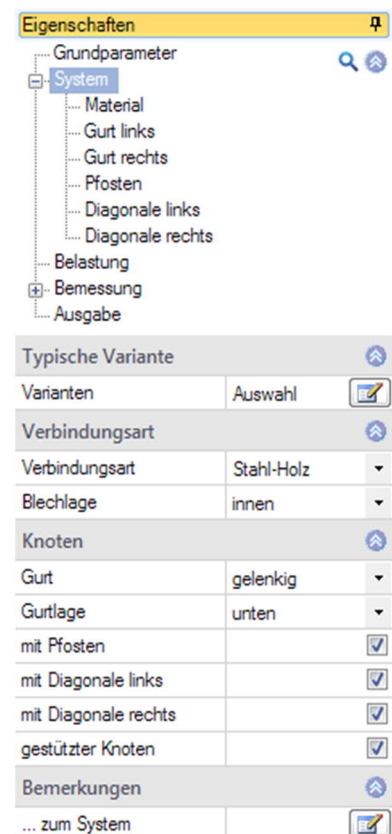 Eigenschaften
Grundparameter
System
Material
Gurt links
Gurt rechts
Pfosten
Diagonale links
Diagonale rechts
Belastung
Bemessung
Ausgabe
Typische Variante
Varianten Auswahl
Verbindungsart
Verbindungsart Stahl-Holz
Blechlage innen
Knoten
Gurt gelenkig
Gurtlage unten
mit Pfosten
mit Diagonale links
mit Diagonale rechts
gestützter Knoten
Bemerkungen
... zum System